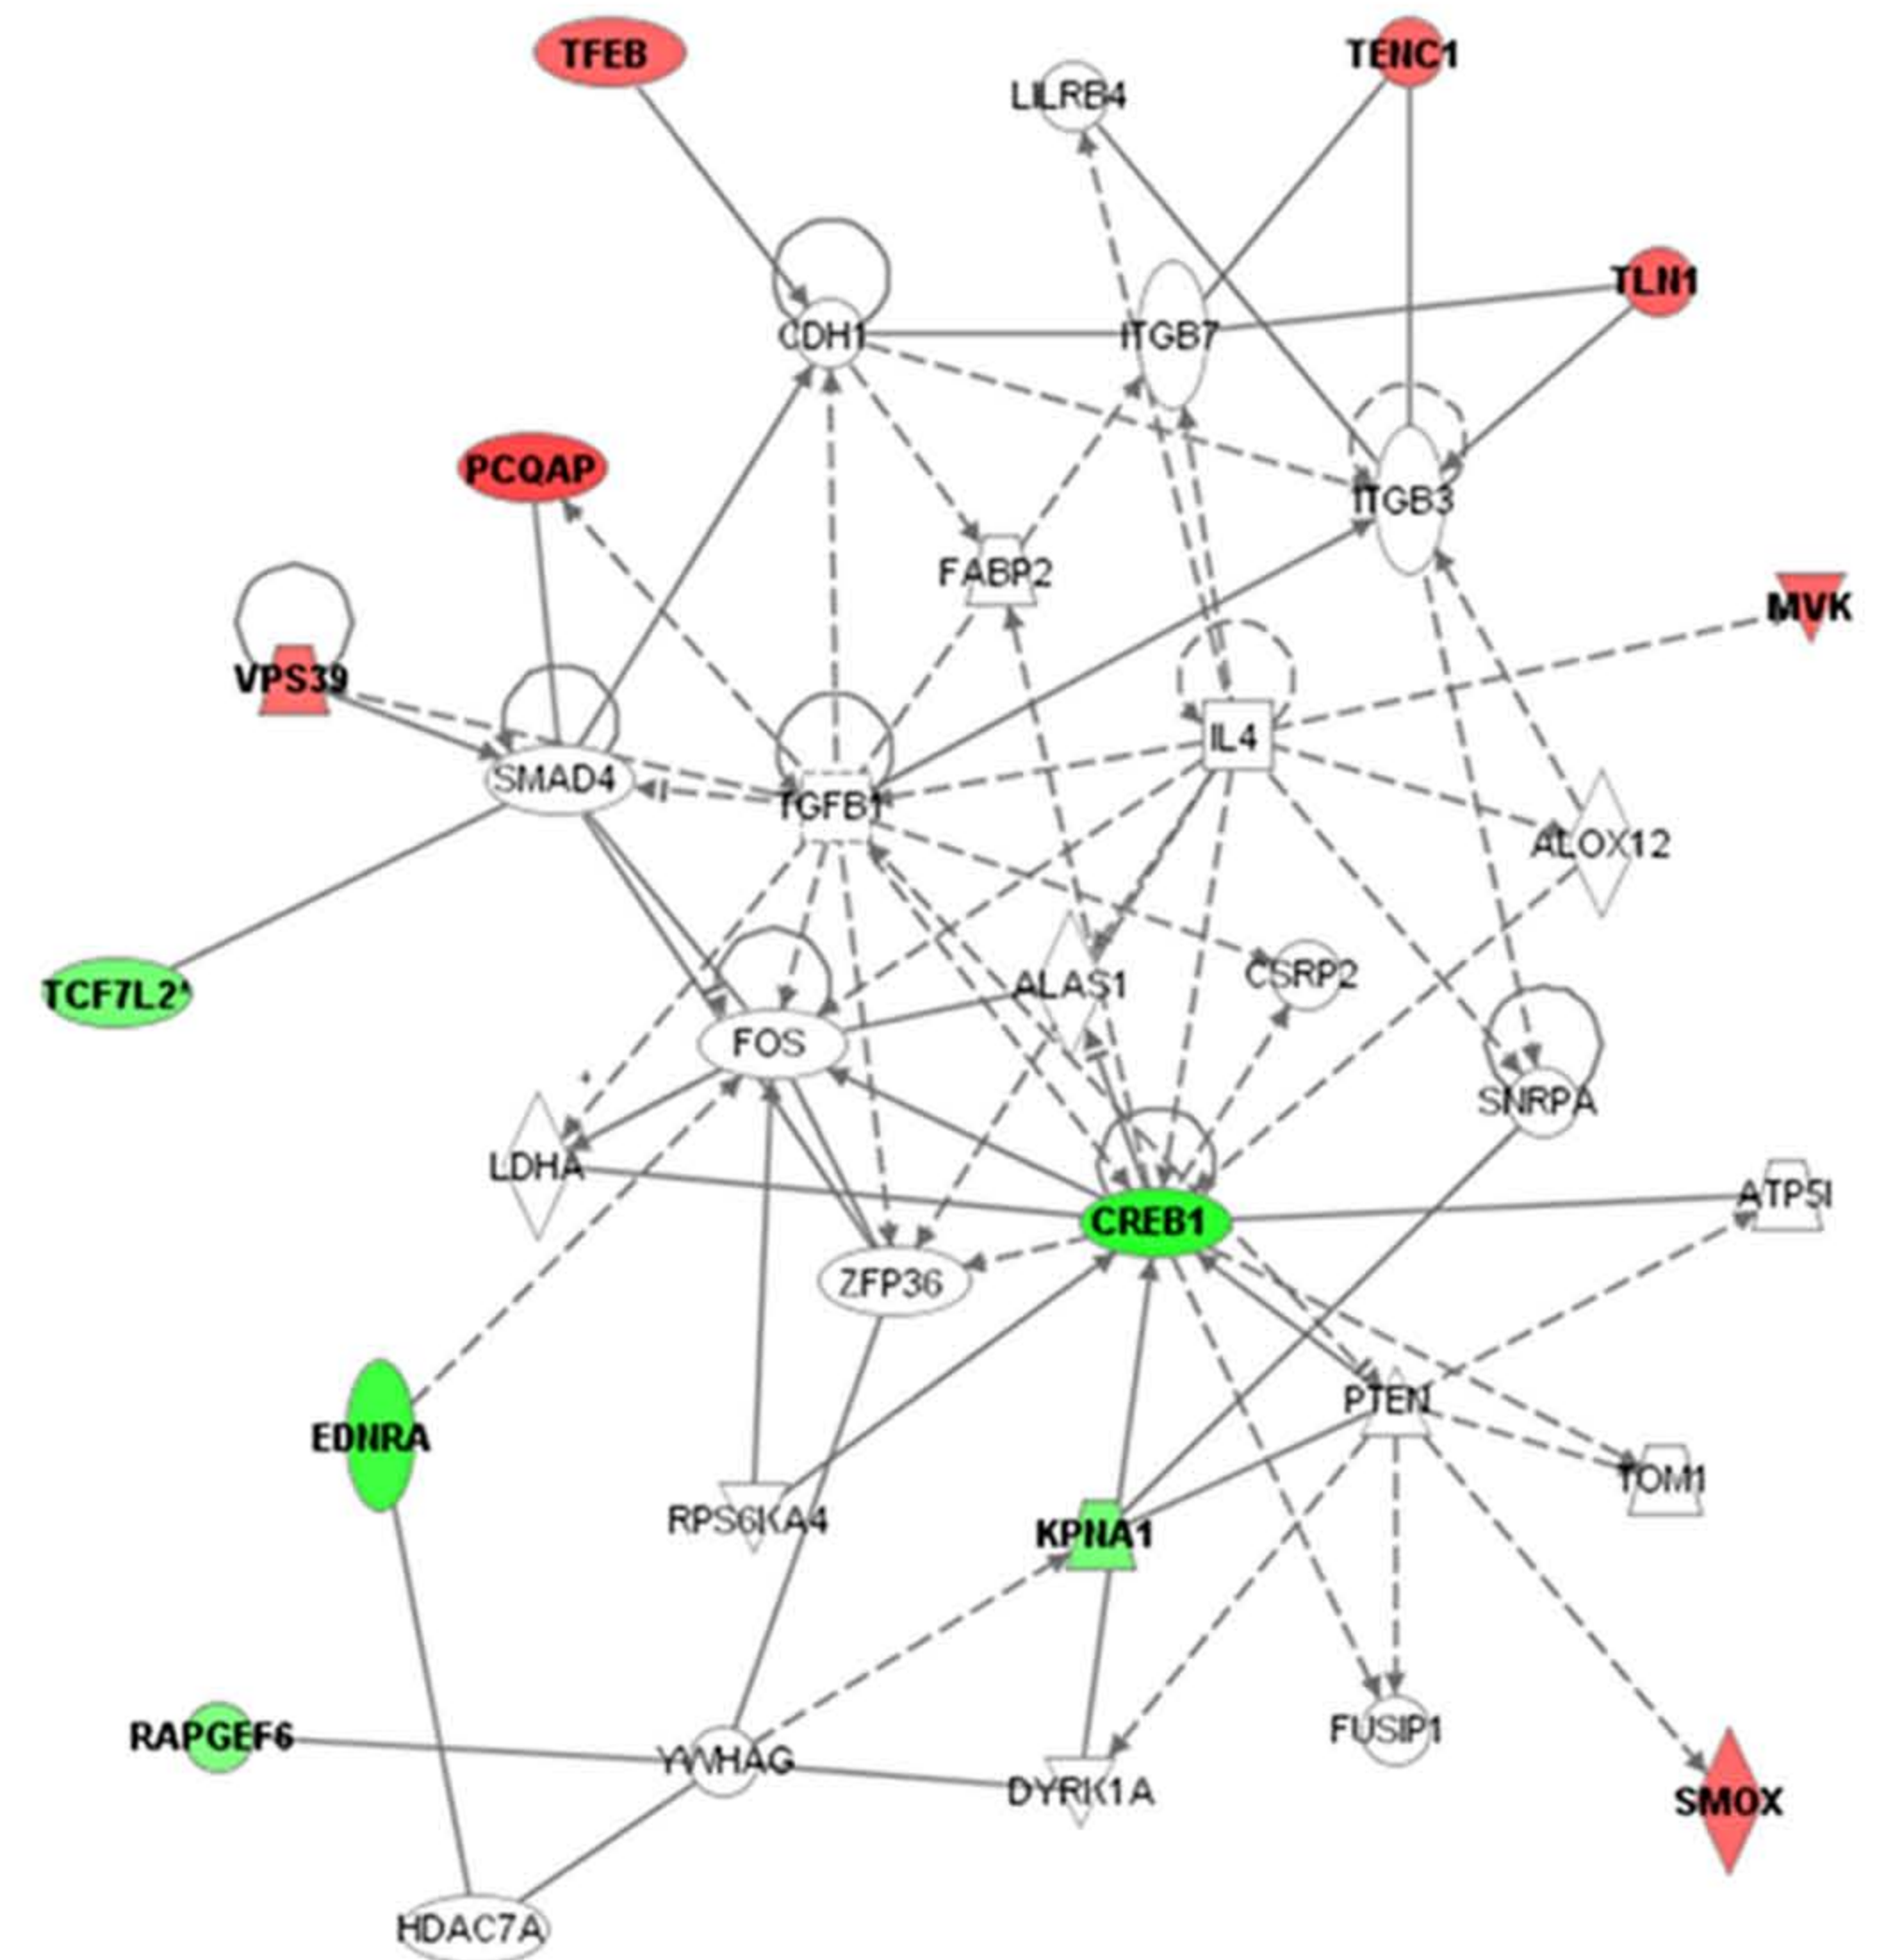 TFEB
TENC1
LILRB4
TLN1
CDH1
ITGB7
PCQAP
ITGB3
FABP2
MVK
VPS39
IL4
SMAD4
TGFB1
ALOX12
TCF7L2*
ALAS1
CSRP2
FOS
SNRPA
LDHA
ATP5I
CREB1
ZFP36
PTEN
EDNRA
TOM1
RPS6KA4
KPNA1
RAPGEF6
FUSIP1
YWHAG
DYRK1A
SMOX
HDAC7A